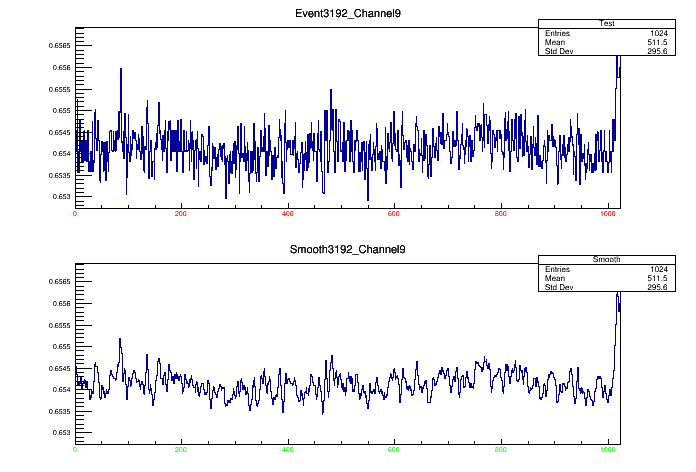 Event3192_Channel9
Test
Entries 1024
Mean 511.5
Std Dev 295.6
0.6565
0.656
0.6555
0.655
0.6545
0.654
0.6535
0.653
0 200 400 600 800 1000
Smooth3192_Channel9
Smooth
Entries 1024
Mean 511.5
Std Dev 295.6
0.6565
0.656
0.6555
0.655
0.6545
0.654
0.6535
0.653
0 200 400 600 800 1000